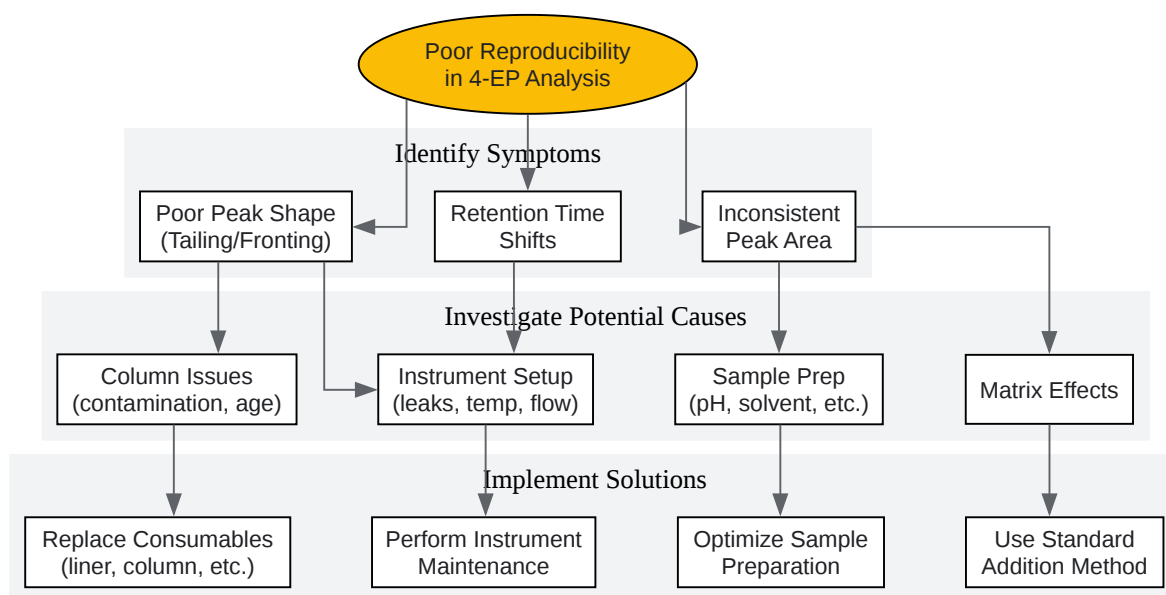 Poor Reproducibility
in 4-EP Analysis
Identify Symptoms
Poor Peak Shape
(Tailing/Fronting)
Retention Time
Shifts
Inconsistent
Peak Area
Investigate Potential Causes
Column Issues
(contamination, age)
Instrument Setup
(leaks, temp, flow)
Sample Prep
(pH, solvent, etc.)
Matrix Effects
Implement Solutions
Replace Consumables
(liner, column, etc.)
Perform Instrument
Maintenance
Optimize Sample
Preparation
Use Standard
Addition Method